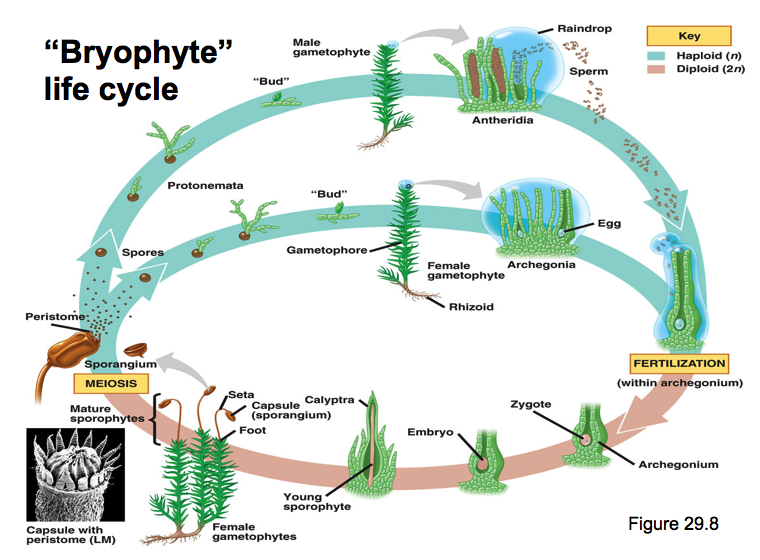 “Bryophyte”
life cycle
Key
Haploid (n)
Diploid (2n)
Raindrop
Male
gametophyte
Sperm
“Bud”
Antheridia
Protonemata
“Bud”
Egg
Spores
Gametophore
Archegonia
Female
gametophyte
Rhizoid
Peristome
Sporangium
FERTILIZATION
(within archegonium)
MEIOSIS
Seta
Calyptra
Zygote
Mature
sporophytes
Capsule
(sporangium)
Foot
Embryo
Archegonium
Young
sporophyte
Capsule with
peristome (LM)
Female
gametophytes
Figure 29.8